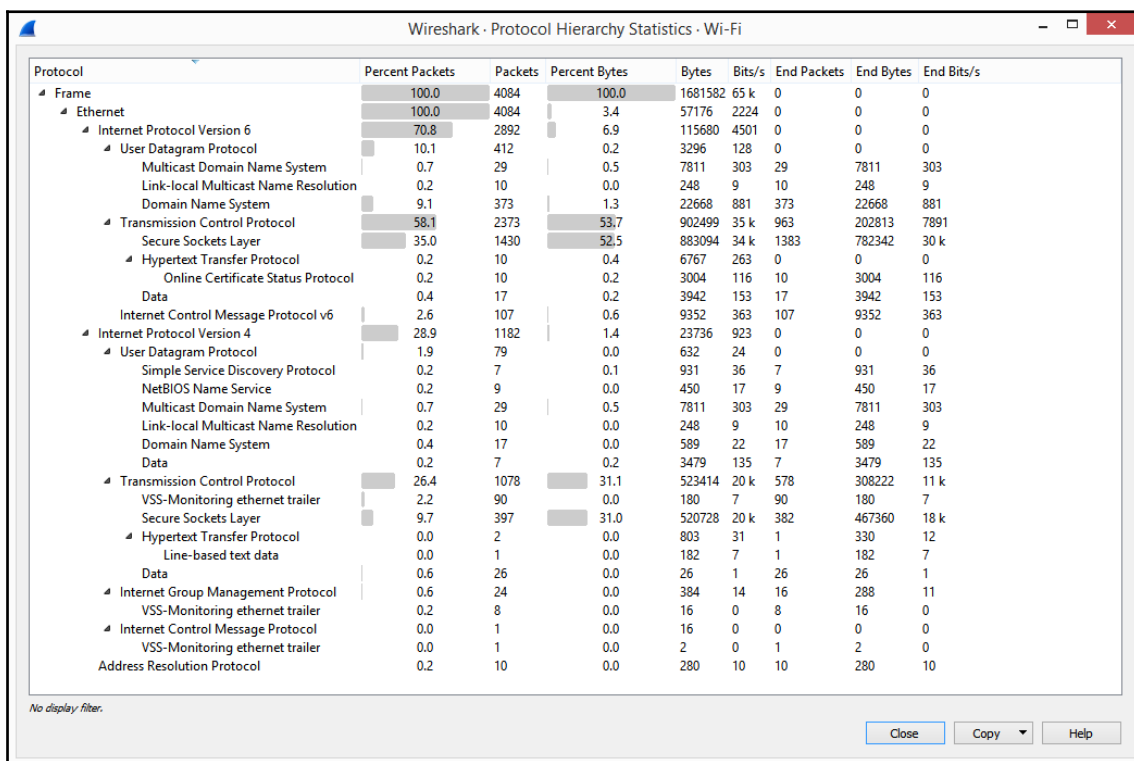 Wireshark · Protocol Hierarchy Statistics · Wi-Fi
Protocol Percent Packets Packets Percent Bytes Bytes Bits/s End Packets End Bytes End Bits/s
Frame 100.0 4084 100.0 1681582 65 k 0 0 0
Ethernet 100.0 4084 3.4 57176 2224 0 0 0
Internet Protocol Version 6 70.8 2892 6.9 115680 4501 0 0 0
User Datagram Protocol 10.1 412 0.2 3296 128 0 0 0
Multicast Domain Name System 0.7 29 0.5 7811 303 29 7811 303
Link-local Multicast Name Resolution 0.2 10 0.0 248 9 10 248 9
Domain Name System 9.1 373 1.3 22668 881 373 22668 881
Transmission Control Protocol 58.1 2373 53.7 902499 35 k 963 202813 7891
Secure Sockets Layer 35.0 1430 52.5 883094 34 k 1383 782342 30 k
Hypertext Transfer Protocol 0.2 10 0.4 6767 263 0 0 0
Online Certificate Status Protocol 0.2 10 0.2 3004 116 10 3004 116
Data 0.4 17 0.2 3942 153 17 3942 153
Internet Control Message Protocol v6 2.6 107 0.6 9352 363 107 9352 363
Internet Protocol Version 4 28.9 1182 1.4 23736 923 0 0 0
User Datagram Protocol 1.9 79 0.0 632 24 0 0 0
Simple Service Discovery Protocol 0.2 7 0.1 931 36 7 931 36
NetBIOS Name Service 0.2 9 0.0 450 17 9 450 17
Multicast Domain Name System 0.7 29 0.5 7811 303 29 7811 303
Link-local Multicast Name Resolution 0.2 10 0.0 248 9 10 248 9
Domain Name System 0.4 17 0.0 589 22 17 589 22
Data 0.2 7 0.2 3479 135 7 3479 135
Transmission Control Protocol 26.4 1078 31.1 523414 20 k 578 308222 11 k
VSS-Monitoring ethernet trailer 2.2 90 0.0 180 7 90 180 7
Secure Sockets Layer 9.7 397 31.0 520728 20 k 382 467360 18 k
Hypertext Transfer Protocol 0.0 2 0.0 803 31 1 330 12
Line-based text data 0.0 1 0.0 182 7 1 182 7
Data 0.6 26 0.0 26 1 26 26 1
Internet Group Management Protocol 0.6 24 0.0 384 14 16 288 11
VSS-Monitoring ethernet trailer 0.2 8 0.0 16 0 8 16 0
Internet Control Message Protocol 0.0 1 0.0 16 0 0 0 0
VSS-Monitoring ethernet trailer 0.0 1 0.0 2 0 1 2 0
Address Resolution Protocol 0.2 10 0.0 280 10 10 280 10
No display filter.
Close Copy Help